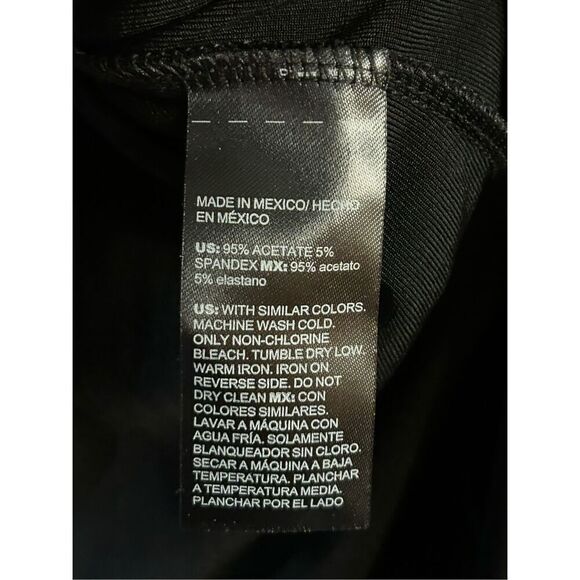 MADE IN MEXICO/ HECHO
EN MÉXICO
US: 95% ACETATE 5%
SPANDEX MX: 95% acetato
5% elastano
US: WITH SIMILAR COLORS.
MACHINE WASH COLD.
ONLY NON-CHLORINE
BLEACH. TUMBLE DRY LOW.
WARM IRON. IRON ON
REVERSE SIDE. DO NOT
DRY CLEAN MX: CON
COLORES SIMILARES.
LAVAR A MÁQUINA CON
AGUA FRÍA. SOLAMENTE
BLANQUEADOR SIN CLORO.
SECAR A MÁQUINA A BAJA
TEMPERATURA. PLANCHAR
A TEMPERATURA MEDIA.
PLANCHAR POR EL LADO